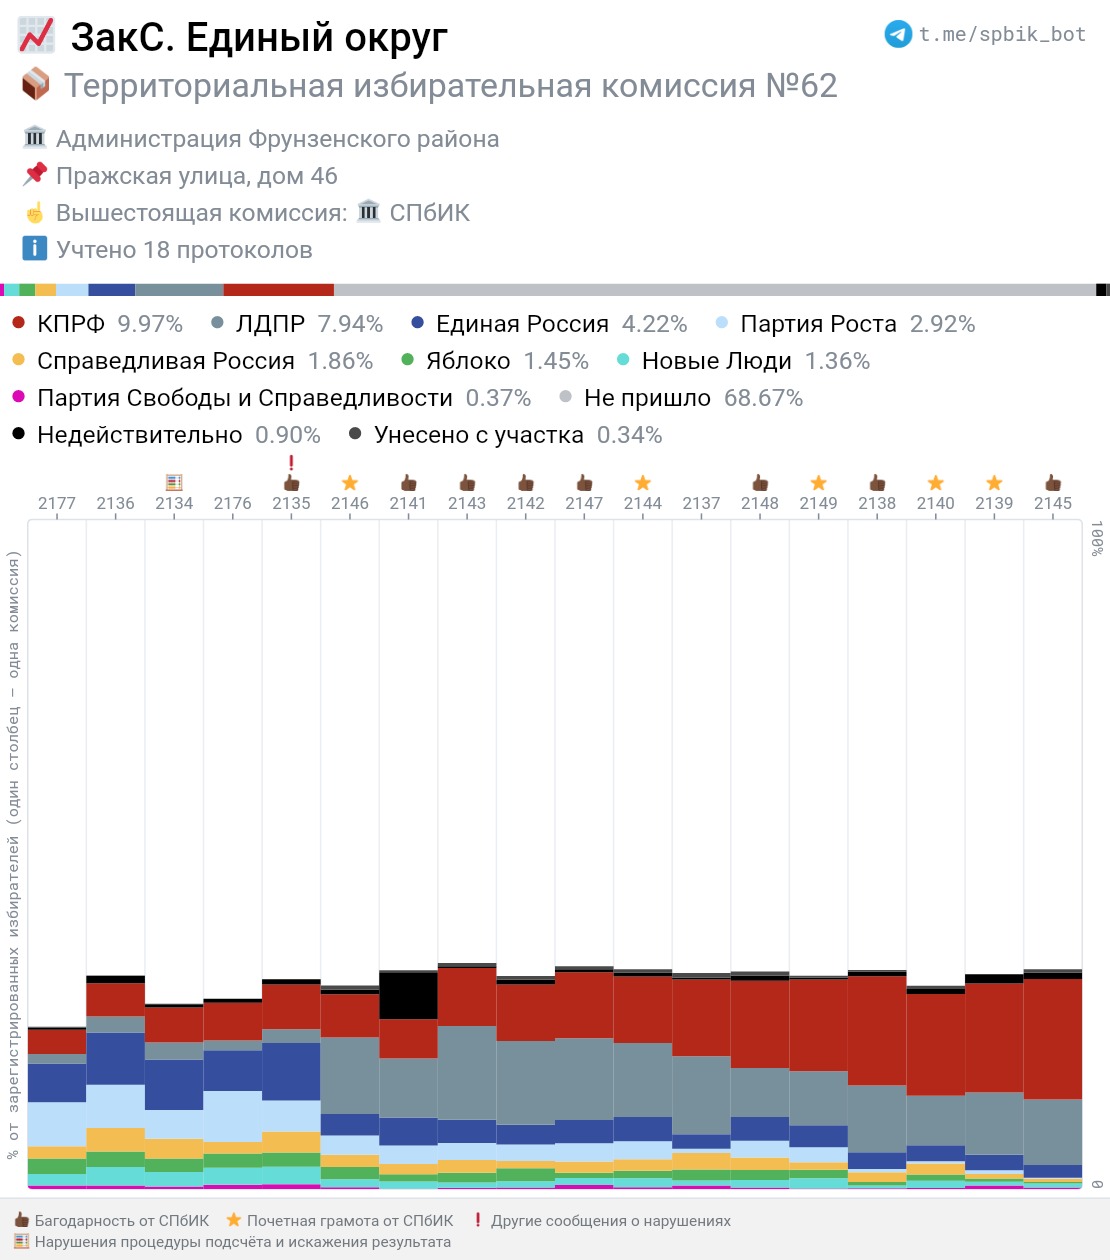 ЗакС. Единый округ
t.me/spbik_bot
Территориальная избирательная комиссия №62
Администрация Фрунзенского района
Пражская улица, дом 46
Вышестоящая комиссия: СПбИК
Учтено 18 протоколов
КПРФ 9.97% ЛДПР 7.94% Единая Россия 4.22% Партия Роста 2.92%
Справедливая Россия 1.86% Яблоко 1.45% Новые Люди 1.36%
Партия Свободы и Справедливости 0.37% Не пришло 68.67%
Недействительно 0.90% Унесено с участка 0.34%
2177 2136 2134 2176 2135 2146 2141 2143 2142 2147 2144 2137 2148 2149 2138 2140 2139 2145
% от зарегистрированных избирателей (один столбец – одна комиссия)
100%
0
Багодарность от СПбИК Почетная грамота от СПбИК Другие сообщения о нарушениях
Нарушения процедуры подсчёта и искажения результата